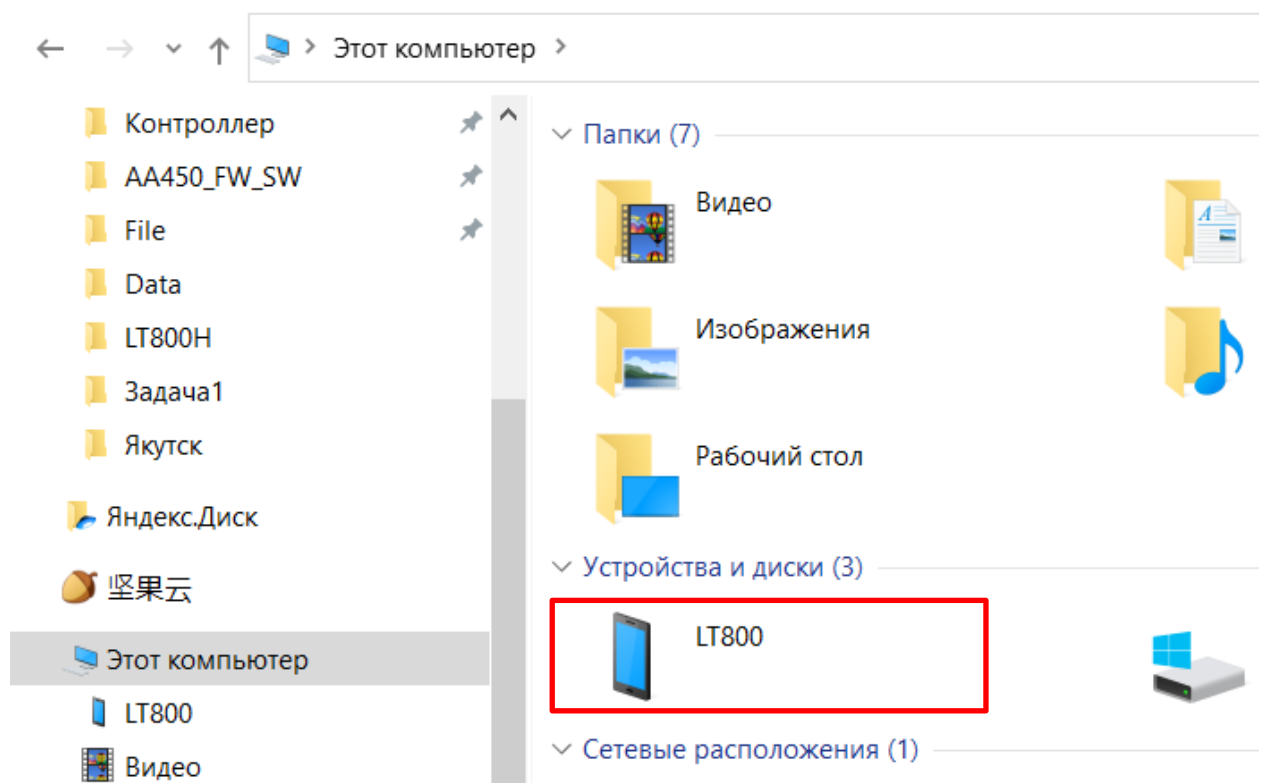 Этот компьютер
Контроллер
AA450_FW_SW
File
Data
LT800H
Задача1
Якутск
Яндекс.Диск
坚果云
Этот компьютер
LT800
Видео
Папки (7)
Видео
Изображения
Рабочий стол
Устройства и диски (3)
LT800
Сетевые расположения (1)